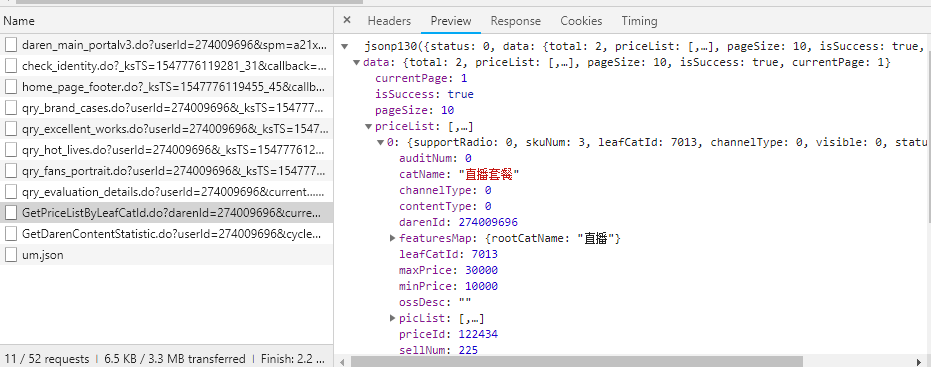 Name
× Headers Preview Response Cookies Timing
daren_main_portalv3.do?userId=274009696&spm=a21x...
check_identity.do?_ksTS=1547776119281_31&callback=...
home_page_footer.do?_ksTS=1547776119455_45&callb...
qry_brand_cases.do?userId=274009696&_ksTS=154777...
qry_excellent_works.do?userId=274009696&_ksTS=1547...
qry_hot_lives.do?userId=274009696&_ksTS=154777612...
qry_fans_portrait.do?userId=274009696&_ksTS=154777...
qry_evaluation_details.do?userId=274009696&current......
GetPriceListByLeafCatId.do?darenId=274009696&curre...
GetDarenContentStatistic.do?userId=274009696&cycle...
um.json
11 / 52 requests | 6.5 KB / 3.3 MB transferred | Finish: 2.2 ...
▼ jsonp130({status: 0, data: {total: 2, priceList: [,…], pageSize: 10, isSuccess: true,
▼ data: {total: 2, priceList: [,…], pageSize: 10, isSuccess: true, currentPage: 1}
currentPage: 1
isSuccess: true
pageSize: 10
▼ priceList: [,…]
▼ 0: {supportRadio: 0, skuNum: 3, leafCatId: 7013, channelType: 0, visible: 0, statu
auditNum: 0
catName: "直播套餐"
channelType: 0
contenType: 0
darenId: 274009696
▶ featuresMap: {rootCatName: "直播"}
leafCatId: 7013
maxPrice: 30000
minPrice: 10000
ossDesc: ""
▶ picList: [,…]
priceId: 122434
sellNum: 225